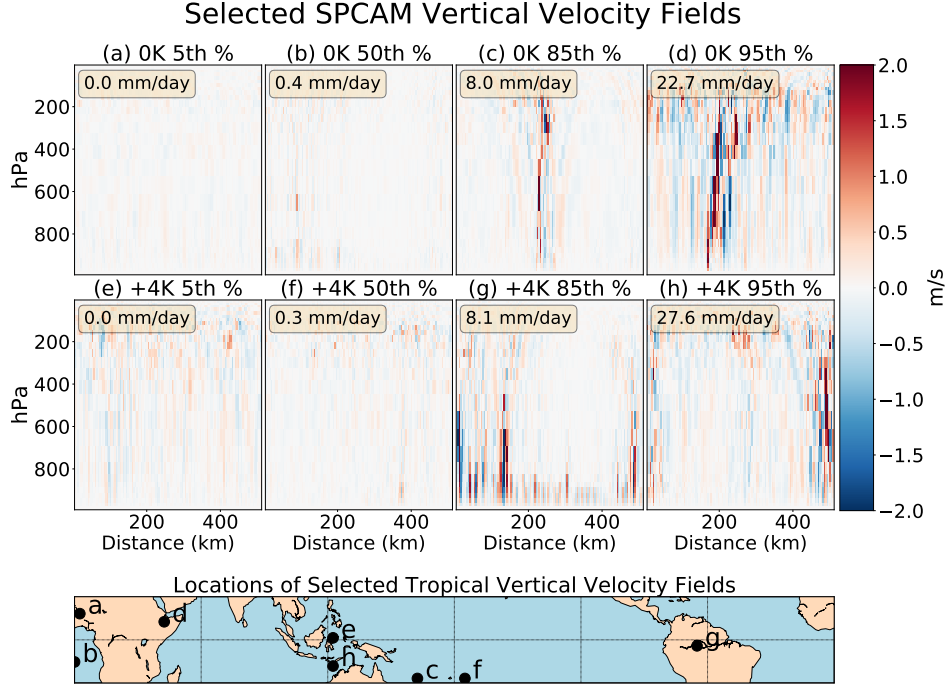 Selected SPCAM Vertical Velocity Fields
(a) 0K 5th %
(b) 0K 50th %
(c) 0K 85th %
(d) 0K 95th %
0.0 mm/day
0.4 mm/day
8.0 mm/day
22.7 mm/day
hPa
200
400
600
800
(e) +4K 5th %
(f) +4K 50th %
(g) +4K 85th %
(h) +4K 95th %
0.0 mm/day
0.3 mm/day
8.1 mm/day
27.6 mm/day
hPa
200
400
600
800
200 400
200 400
200 400
200 400
Distance (km)
Distance (km)
Distance (km)
Distance (km)
2.0
1.5
1.0
0.5
0.0
−0.5
−1.0
−1.5
−2.0
m/s
Locations of Selected Tropical Vertical Velocity Fields
a
d
e
g
b
h
c
f